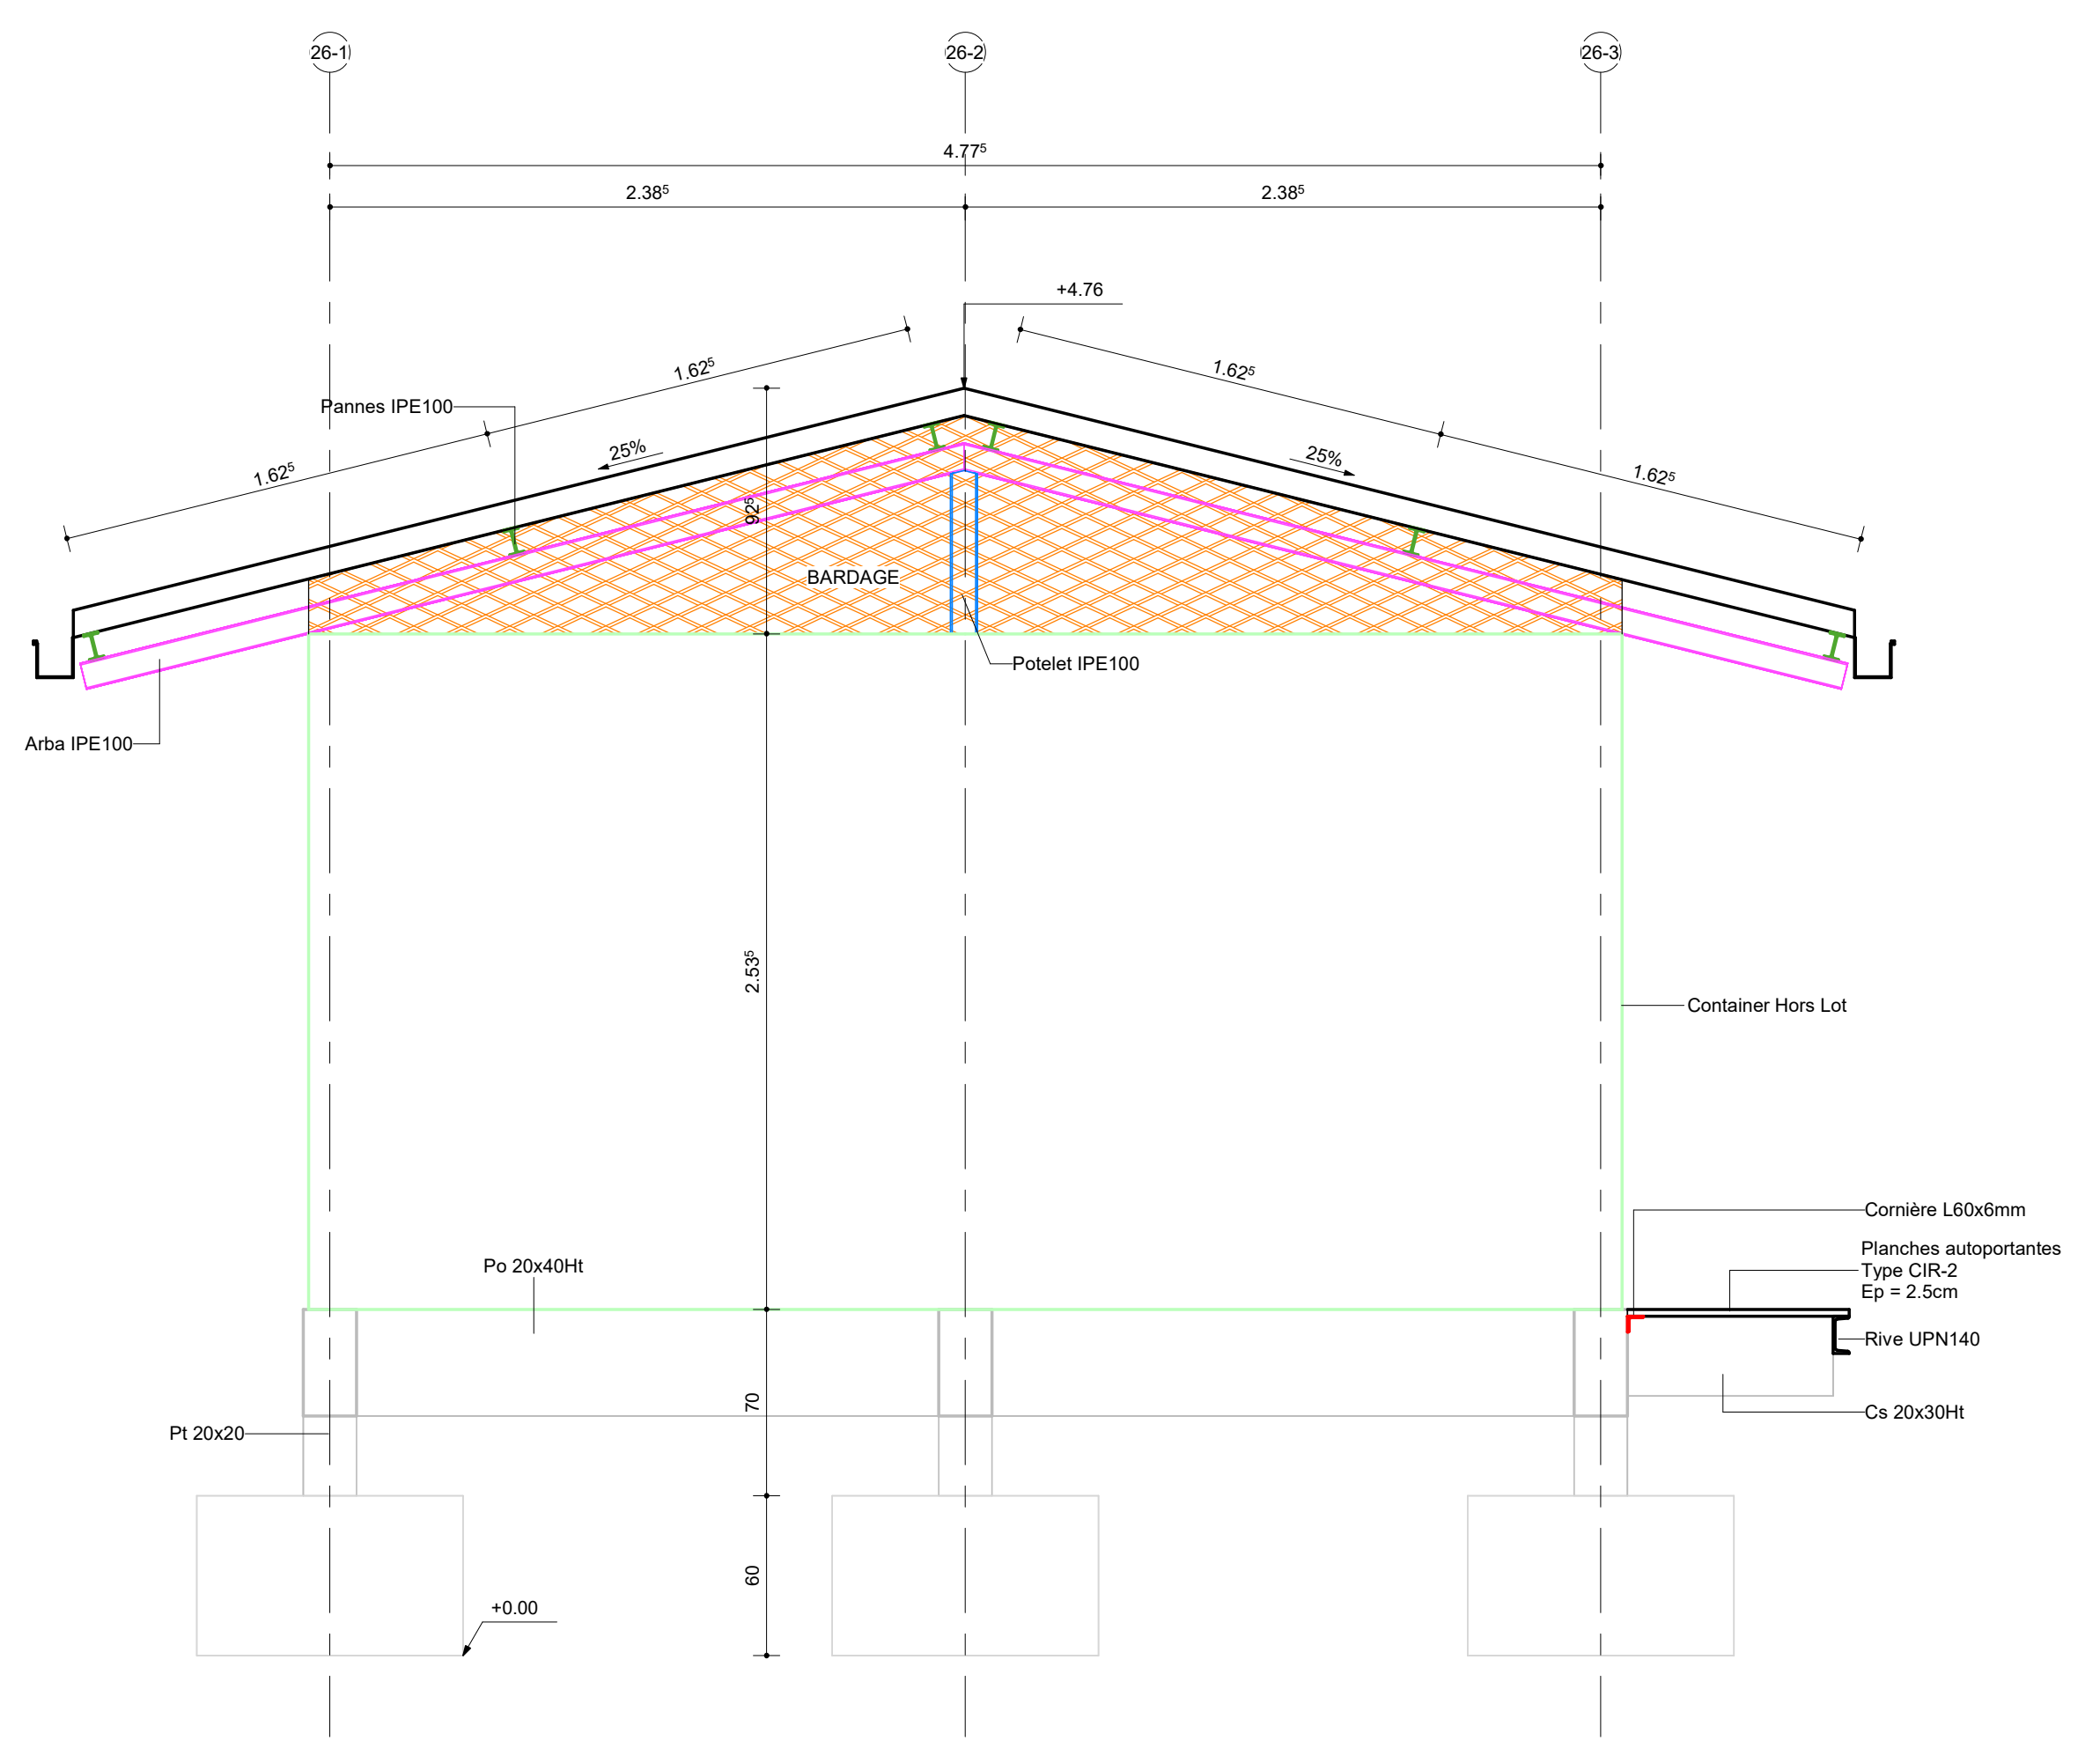 26-1
26-2
26-3
4.77⁵
2.38⁵
2.38⁵
+4.76
1.62⁵
1.62⁵
Pannes IPE100
25%
25%
1.62⁵
1.62⁵
92⁵
BARDAGE
Potelet IPE100
Arba IPE100
2.53⁵
Container Hors Lot
Cornière L60x6mm
Planches autoportantes
Type CIR-2
Ep = 2.5cm
Po 20x40Ht
Rive UPN140
70
Cs 20x30Ht
Pt 20x20
60
+0.00